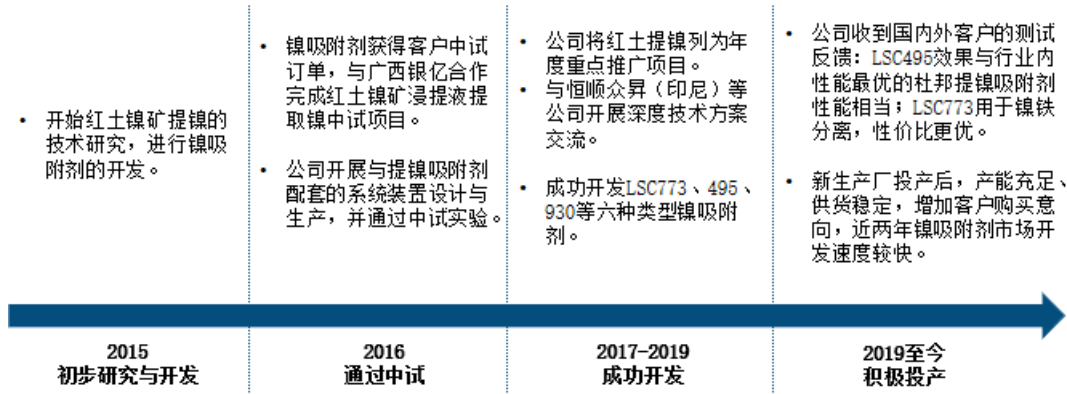 • 开始红土镍矿提镍的
技术研究，进行镍吸
附剂的开发。
• 镍吸附剂获得客户中试
订单，与广西银亿合作
完成红土镍矿浸提液提
取镍中试项目。
• 公司开展与提镍吸附剂
配套的系统装置设计与
生产，并通过中试实验。
• 公司将红土提镍列为年
度重点推广项目。
• 与恒顺众昇（印尼）等
公司开展深度技术方案
交流。
• 成功开发LSC773、495、
930等六种类型镍吸附
剂。
• 公司收到国内外客户的测试
反馈：LSC495效果与行业内
性能最优的杜邦提镍吸附剂
性能相当；LSC773用于镍铁
分离，性价比更优。
• 新生产厂投产后，产能充足、
供货稳定，增加客户购买意
向，近两年镍吸附剂市场开
发速度较快。
2015
初步研究与开发
2016
通过中试
2017-2019
成功开发
2019至今
积极投产